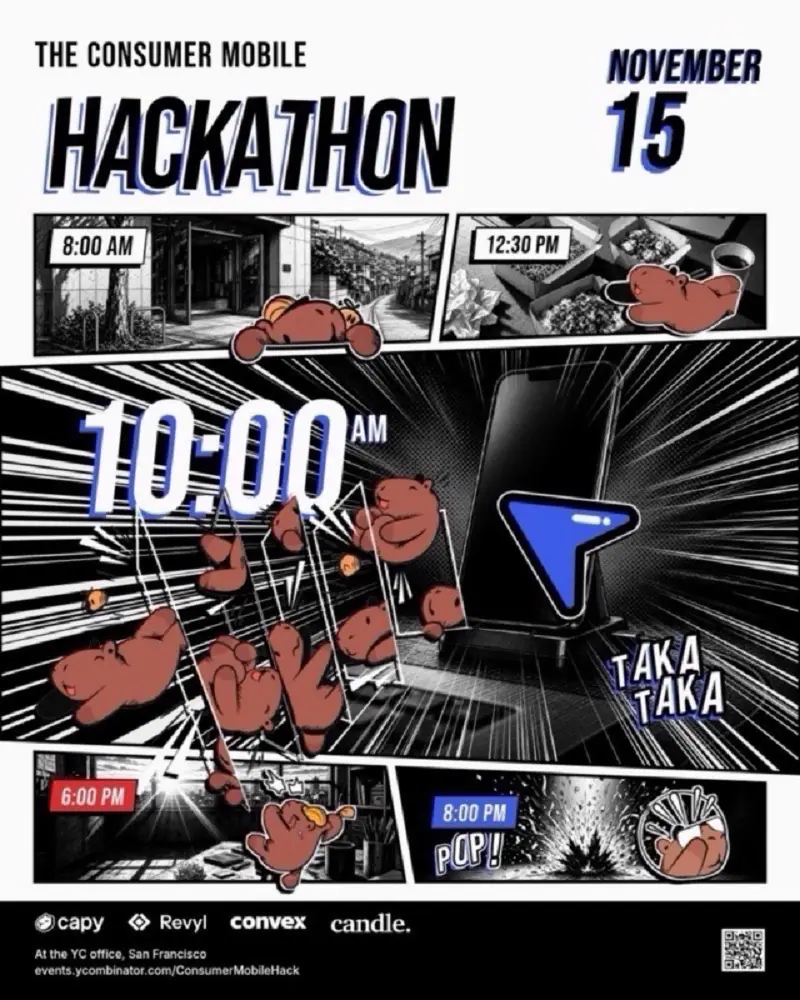 THE CONSUMER MOBILE
HACKATHON
NOVEMBER
15
8:00 AM
12:30 PM
10:00 AM
TAKA
TAKA
6:00 PM
8:00 PM
POP!
capy Revyl convex candle.
At the YC office, San Francisco
events.ycombinator.com/ConsumerMobileHack